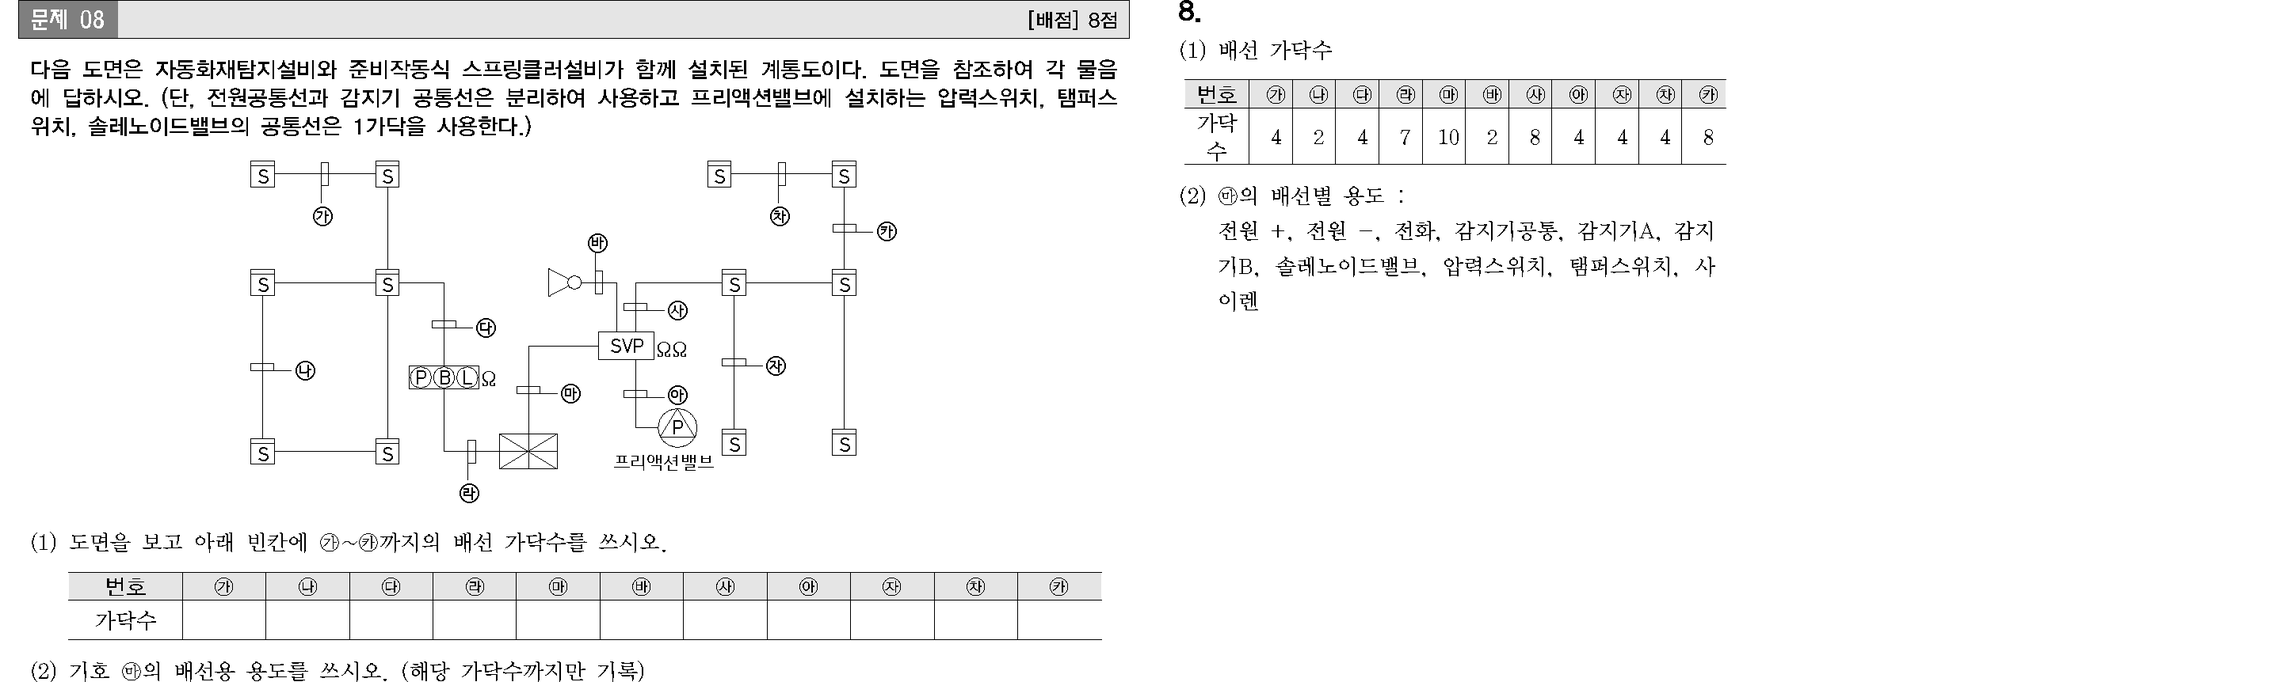 문제 08
[배점] 8점
다음 도면은 자동화재탐지설비와 준비작동식 스프링클러설비가 함께 설치된 계통도이다. 도면을 참조하여 각 물음
에 답하시오. (단, 전원공통선과 감지기 공통선은 분리하여 사용하고 프리액션밸브에 설치하는 압력스위치, 탬퍼스
위치, 솔레노이드밸브의 공통선은 1가닥을 사용한다.)
S S S S
㉮ ㉶
㉳ ㉸
S S S S
㉰ ㉴
SVP ΩΩ
㉯ P B L Ω ㉲ ㉵ ㉷
㉱
P
S S S S
프리액션밸브
(1) 도면을 보고 아래 빈칸에 ㉮~㉸까지의 배선 가닥수를 쓰시오.
번호 ㉮ ㉯ ㉰ ㉱ ㉲ ㉳ ㉴ ㉵ ㉶ ㉷ ㉸
가닥수
(2) 기호 ㉲의 배선용 용도를 쓰시오. (해당 가닥수까지만 기록)
8.
(1) 배선 가닥수
번호 ㉮ ㉯ ㉰ ㉱ ㉲ ㉳ ㉴ ㉵ ㉶ ㉷ ㉸
가닥
수 4 2 4 7 10 2 8 4 4 4 8
(2) ㉲의 배선별 용도 :
전원 +, 전원 -, 전화, 감지기공통, 감지기A, 감지
기B, 솔레노이드밸브, 압력스위치, 탬퍼스위치, 사
이렌